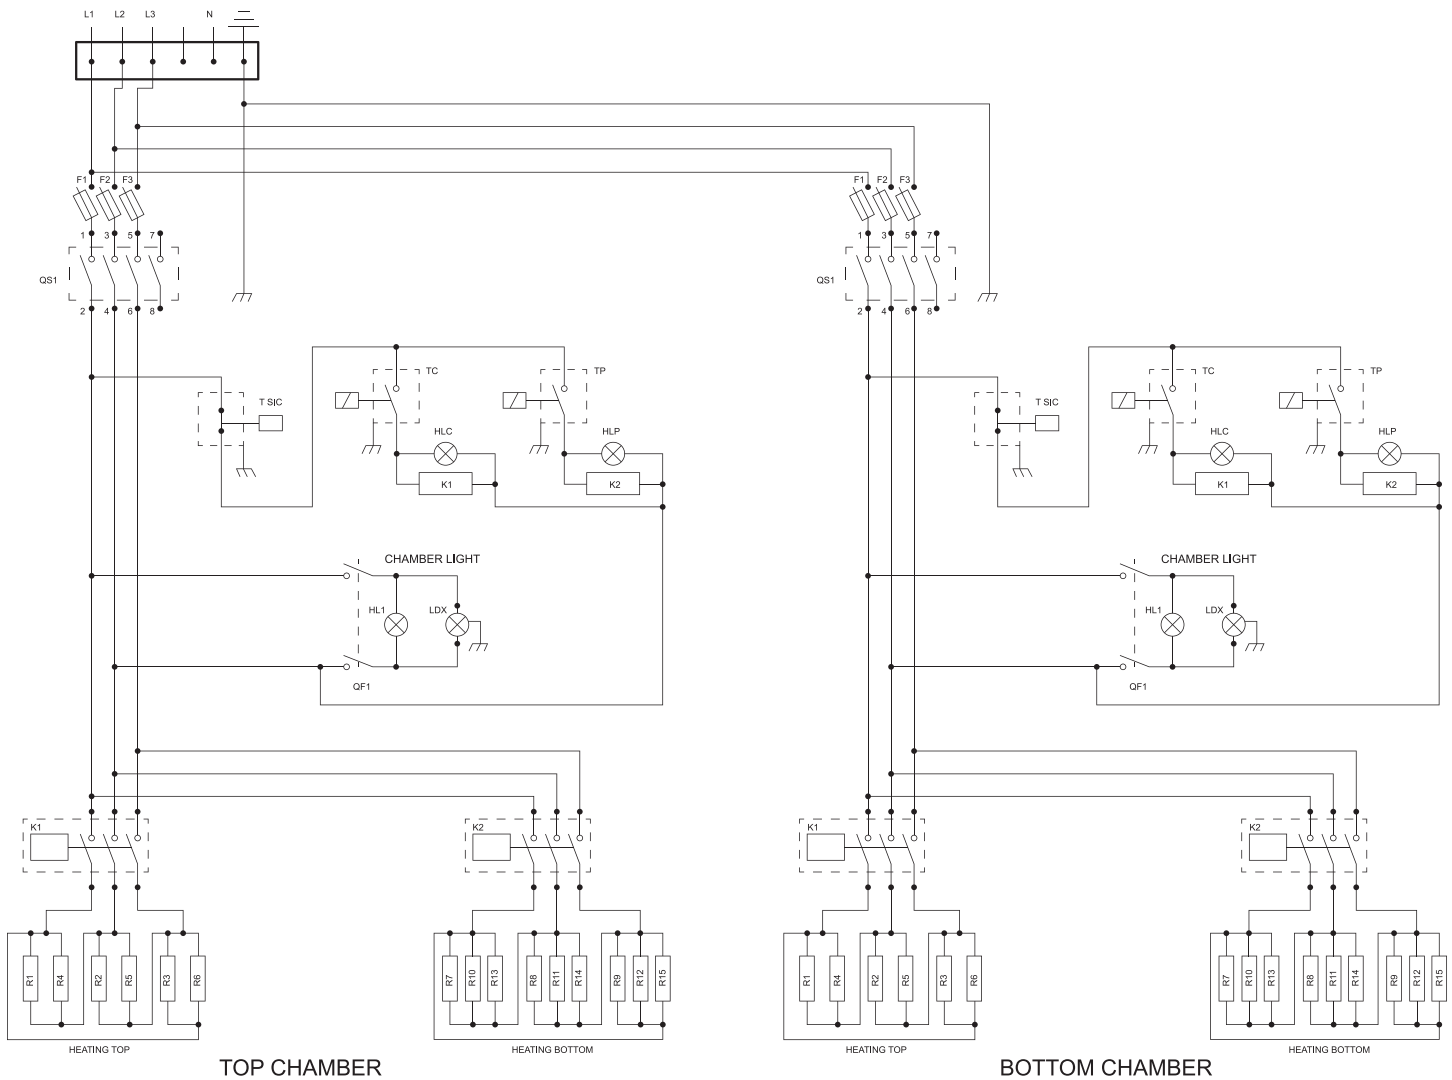 L1 L2 L3 N
F1 F2 F3 F1 F2 F3
1 3 5 7 1 3 5 7
QS1 QS1
2 4 6 8 2 4 6 8
TC TP TC TP
T SIC T SIC
HLC HLP HLC HLP
K1 K2 K1 K2
CHAMBER LIGHT CHAMBER LIGHT
HL1 LDX HL1 LDX
QF1 QF1
K1 K2 K1 K2
R1 R4 R2 R5 R3 R6 R7 R10 R13 R8 R11 R14 R9 R12 R15 R1 R4 R2 R5 R3 R6 R7 R10 R13 R8 R11 R14 R9 R12 R15
HEATING TOP HEATING BOTTOM HEATING TOP HEATING BOTTOM
TOP CHAMBER BOTTOM CHAMBER